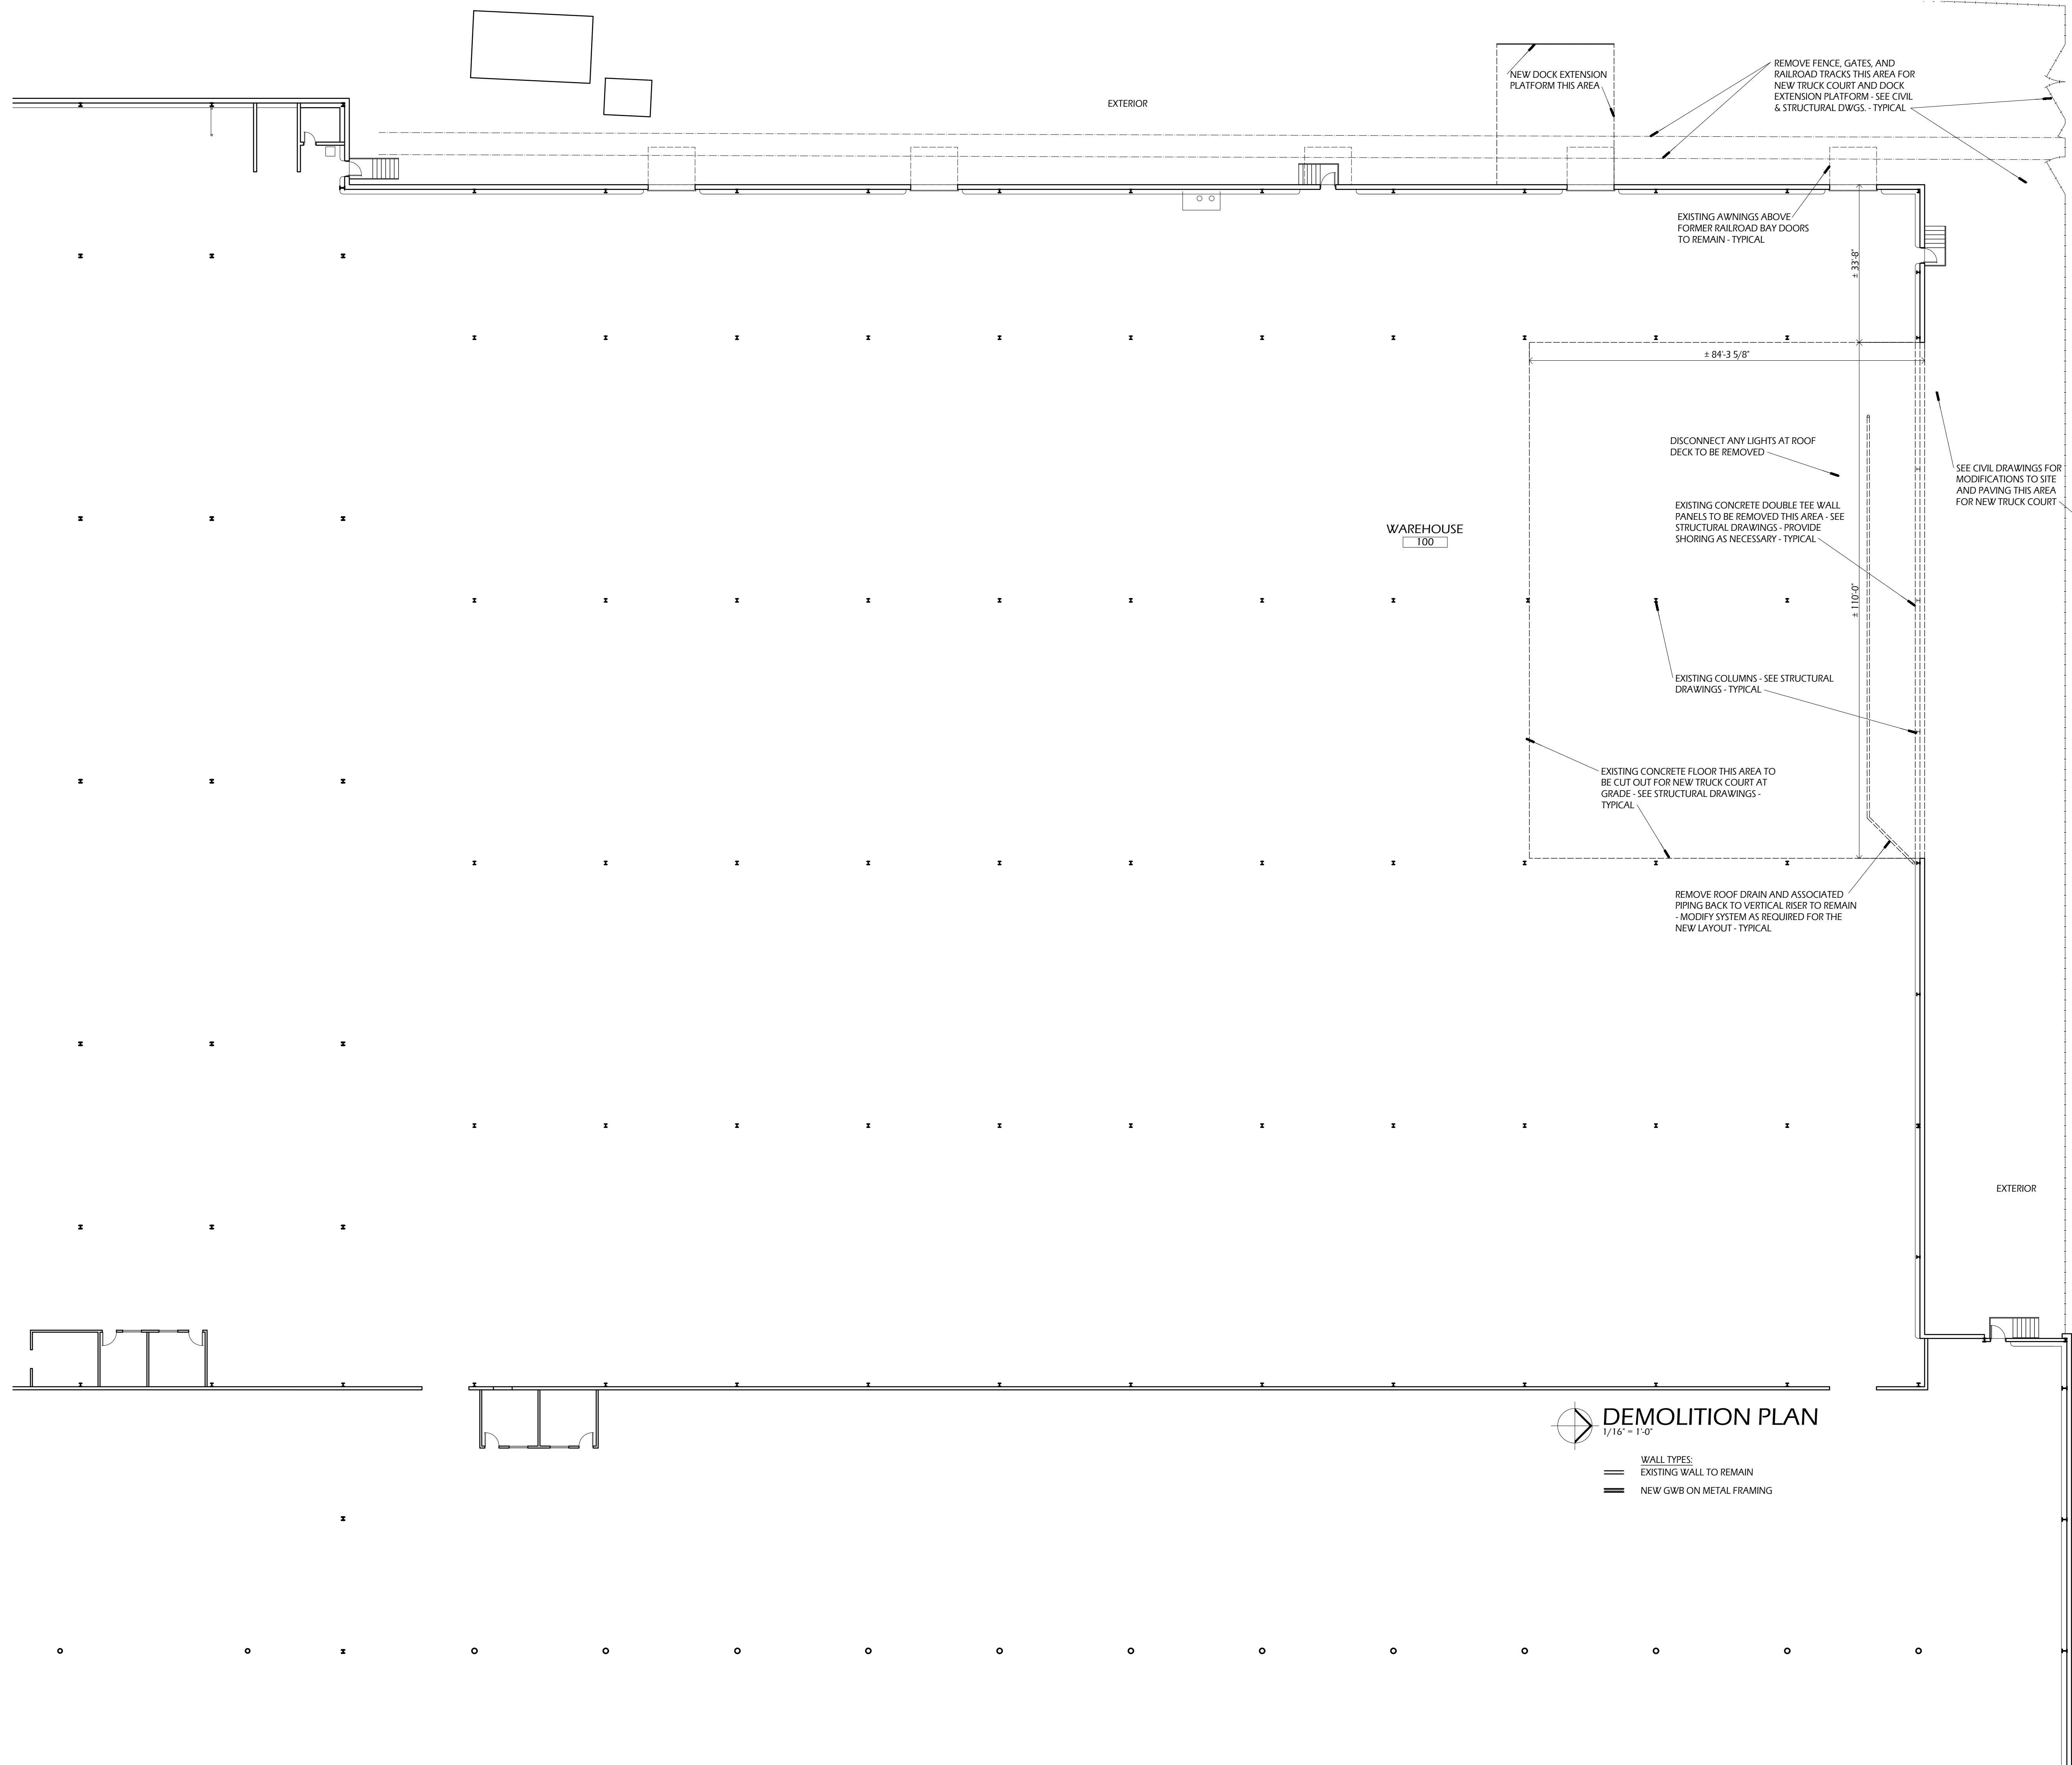 NEW DOCK EXTENSION
PLATFORM THIS AREA
REMOVE FENCE, GATES, AND
RAILROAD TRACKS THIS AREA FOR
NEW TRUCK COURT AND DOCK
EXTENSION PLATFORM - SEE CIVIL
& STRUCTURAL DWGS. - TYPICAL
EXTERIOR
EXISTING AWNINGS ABOVE
FORMER RAILROAD BAY DOORS
TO REMAIN - TYPICAL
± 33'-8"
± 84'-3 5/8"
DISCONNECT ANY LIGHTS AT ROOF
DECK TO BE REMOVED
SEE CIVIL DRAWINGS FOR
MODIFICATIONS TO SITE
AND PAVING THIS AREA
FOR NEW TRUCK COURT
EXISTING CONCRETE DOUBLE TEE WALL
PANELS TO BE REMOVED THIS AREA - SEE
STRUCTURAL DRAWINGS - PROVIDE
SHORING AS NECESSARY - TYPICAL
WAREHOUSE
100
± 110'-0"
EXISTING COLUMNS - SEE STRUCTURAL
DRAWINGS - TYPICAL
EXISTING CONCRETE FLOOR THIS AREA TO
BE CUT OUT FOR NEW TRUCK COURT AT
GRADE - SEE STRUCTURAL DRAWINGS -
TYPICAL
REMOVE ROOF DRAIN AND ASSOCIATED
PIPING BACK TO VERTICAL RISER TO REMAIN
- MODIFY SYSTEM AS REQUIRED FOR THE
NEW LAYOUT - TYPICAL
EXTERIOR
DEMOLITION PLAN
1/16" = 1'-0"
WALL TYPES:
EXISTING WALL TO REMAIN
NEW GWB ON METAL FRAMING